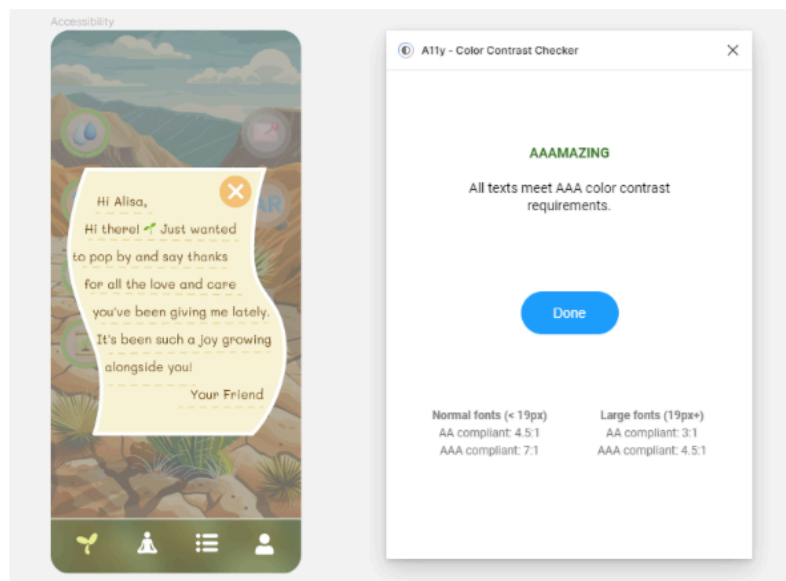 Accessibility
AR
Hi Alisa,
Hi there! 🌱 Just wanted
to pop by and say thanks
for all the love and care
you've been giving me lately.
It's been such a joy growing
alongside you!
Your Friend
A11y - Color Contrast Checker
AAAMAZING
All texts meet AAA color contrast
requirements.
Done
Normal fonts (< 19px)
AA compliant: 4.5:1
AAA compliant: 7:1
Large fonts (19px+)
AA compliant: 3:1
AAA compliant: 4.5:1